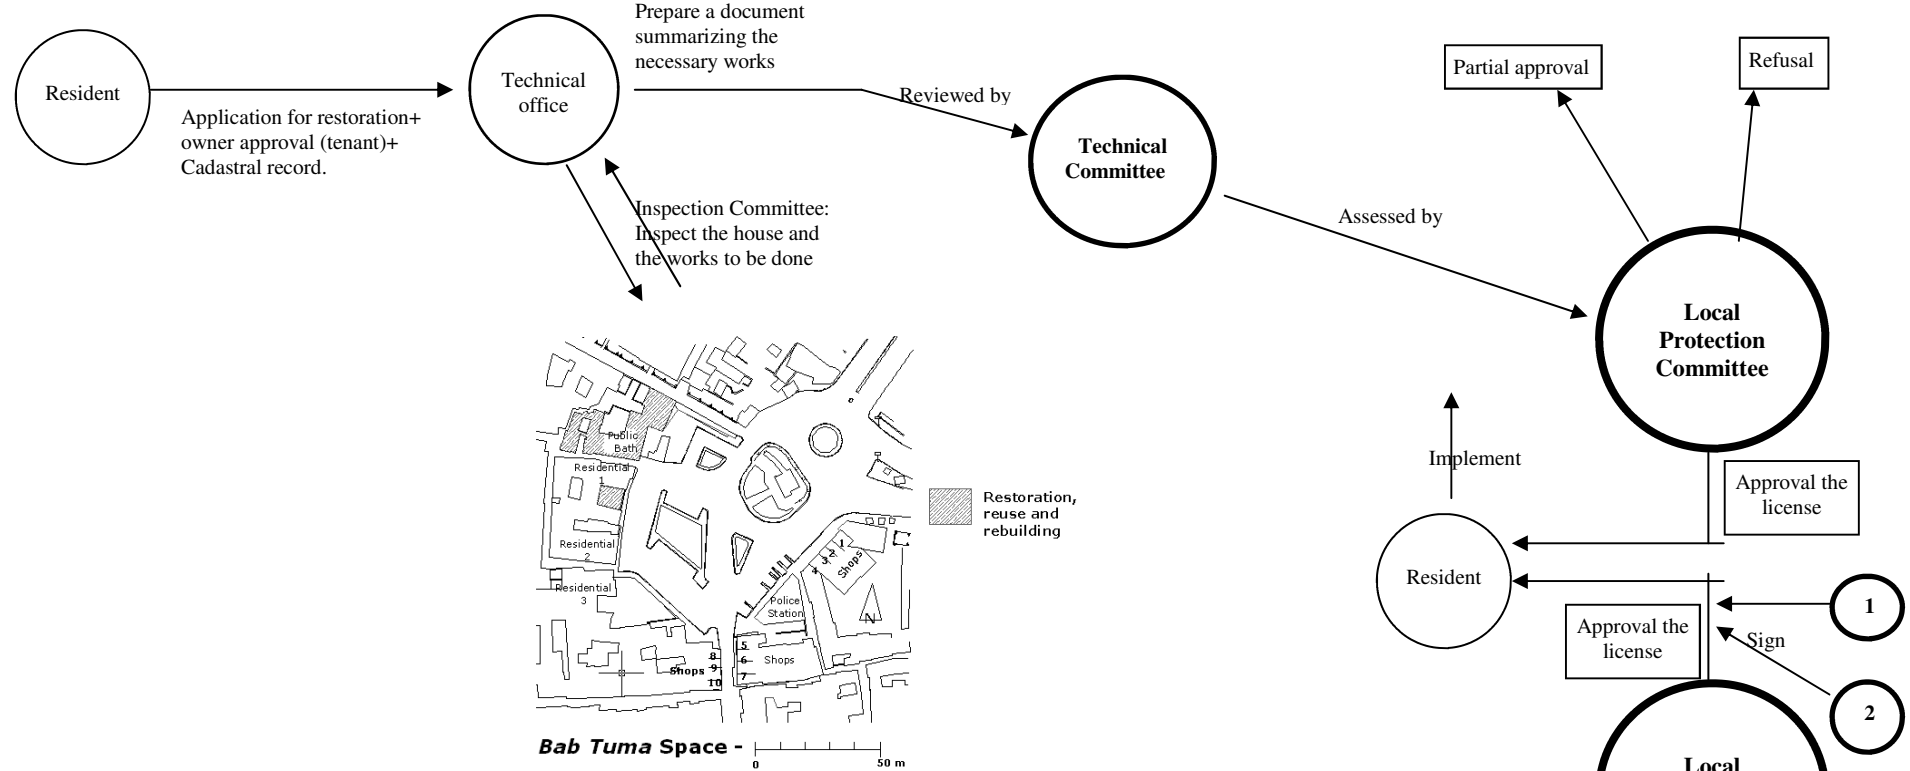 Resident
Application for restoration+
owner approval (tenant)+
Cadastral record.
Technical
office
Prepare a document
summarizing the
necessary works
Reviewed by
Inspection Committee:
Inspect the house and
the works to be done
Technical
Committee
Assessed by
Partial approval
Refusal
Local
Protection
Committee
Implement
Approval the
license
Resident
Approval the
license
Sign
1
2
Local
Public
Bath
Residential
1
Residential
2
Residential
3
Restoration,
reuse and
rebuilding
1
2
3
4
Shops
Police
Station
N
5
6
7
Shops
8
9
10
Shops
Bab Tuma Space -
0
50 m